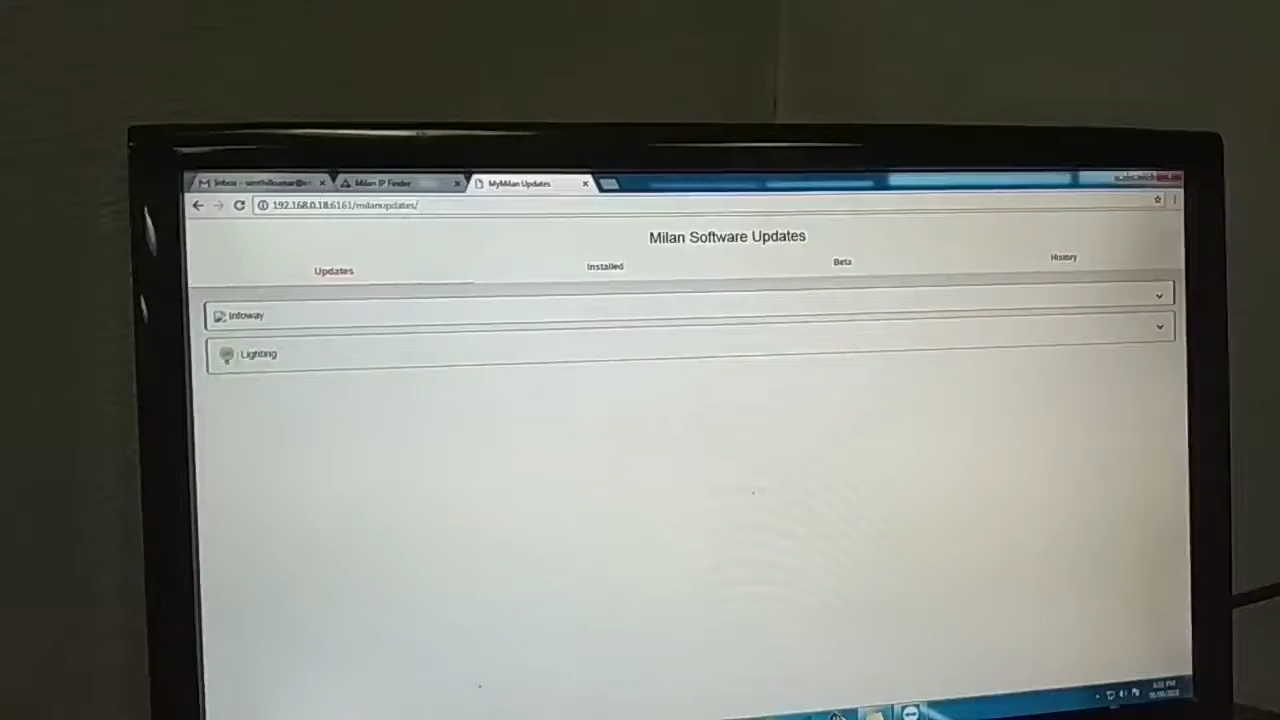 Milan IP Finder
MyMilan Updates
192.168.0.18:6161/milanupdates/
Milan Software Updates
Updates
Installed
Beta
History
Infoway
Lighting